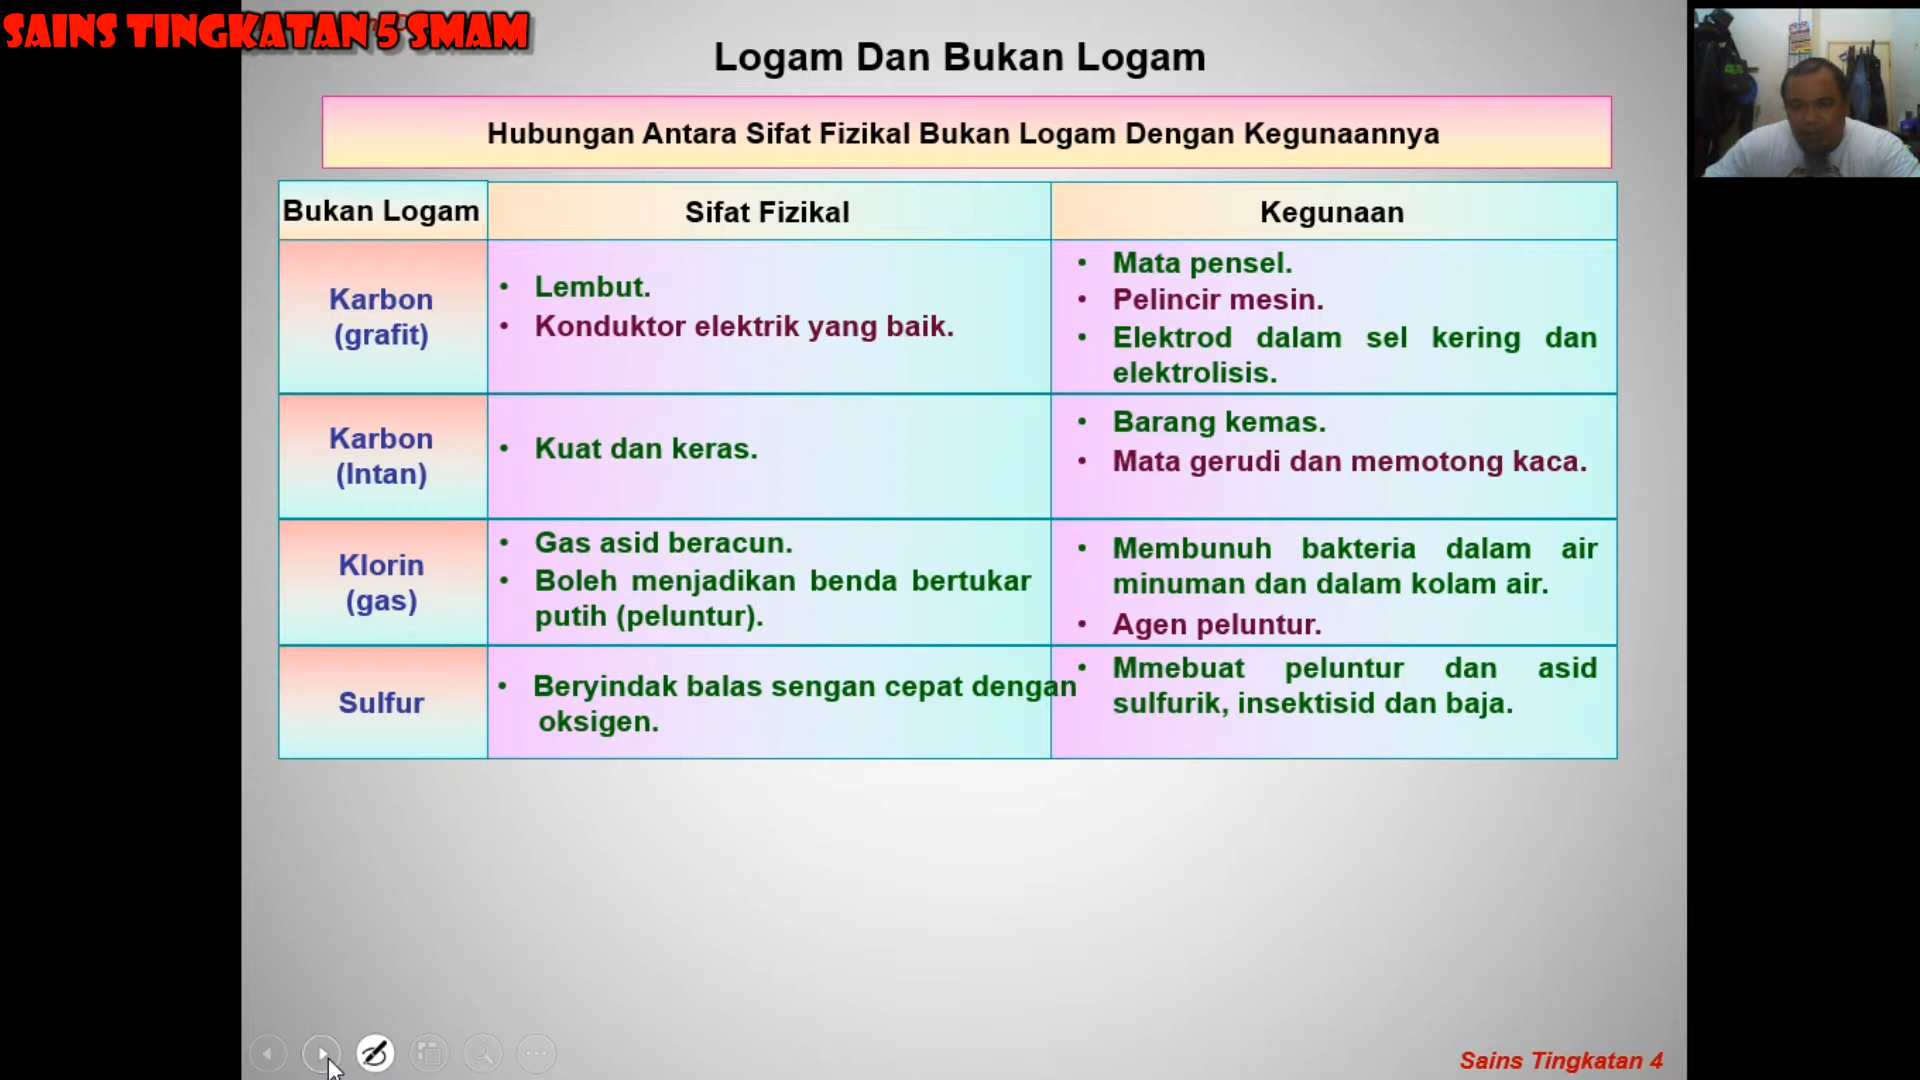 SAINS TINGKATAN 5 SMAM
Logam Dan Bukan Logam
Hubungan Antara Sifat Fizikal Bukan Logam Dengan Kegunaannya
Bukan Logam
Sifat Fizikal
Kegunaan
Karbon
(grafit)
• Lembut.
• Konduktor elektrik yang baik.
• Mata pensel.
• Pelincir mesin.
• Elektrod dalam sel kering dan
elektrolisis.
Karbon
(Intan)
• Kuat dan keras.
• Barang kemas.
• Mata gerudi dan memotong kaca.
Klorin
(gas)
• Gas asid beracun.
• Boleh menjadikan benda bertukar
putih (peluntur).
• Membunuh bakteria dalam air
minuman dan dalam kolam air.
• Agen peluntur.
Sulfur
• Beryindak balas sengan cepat dengan
oksigen.
• Mmebuat peluntur dan asid
sulfurik, insektisid dan baja.
Sains Tingkatan 4